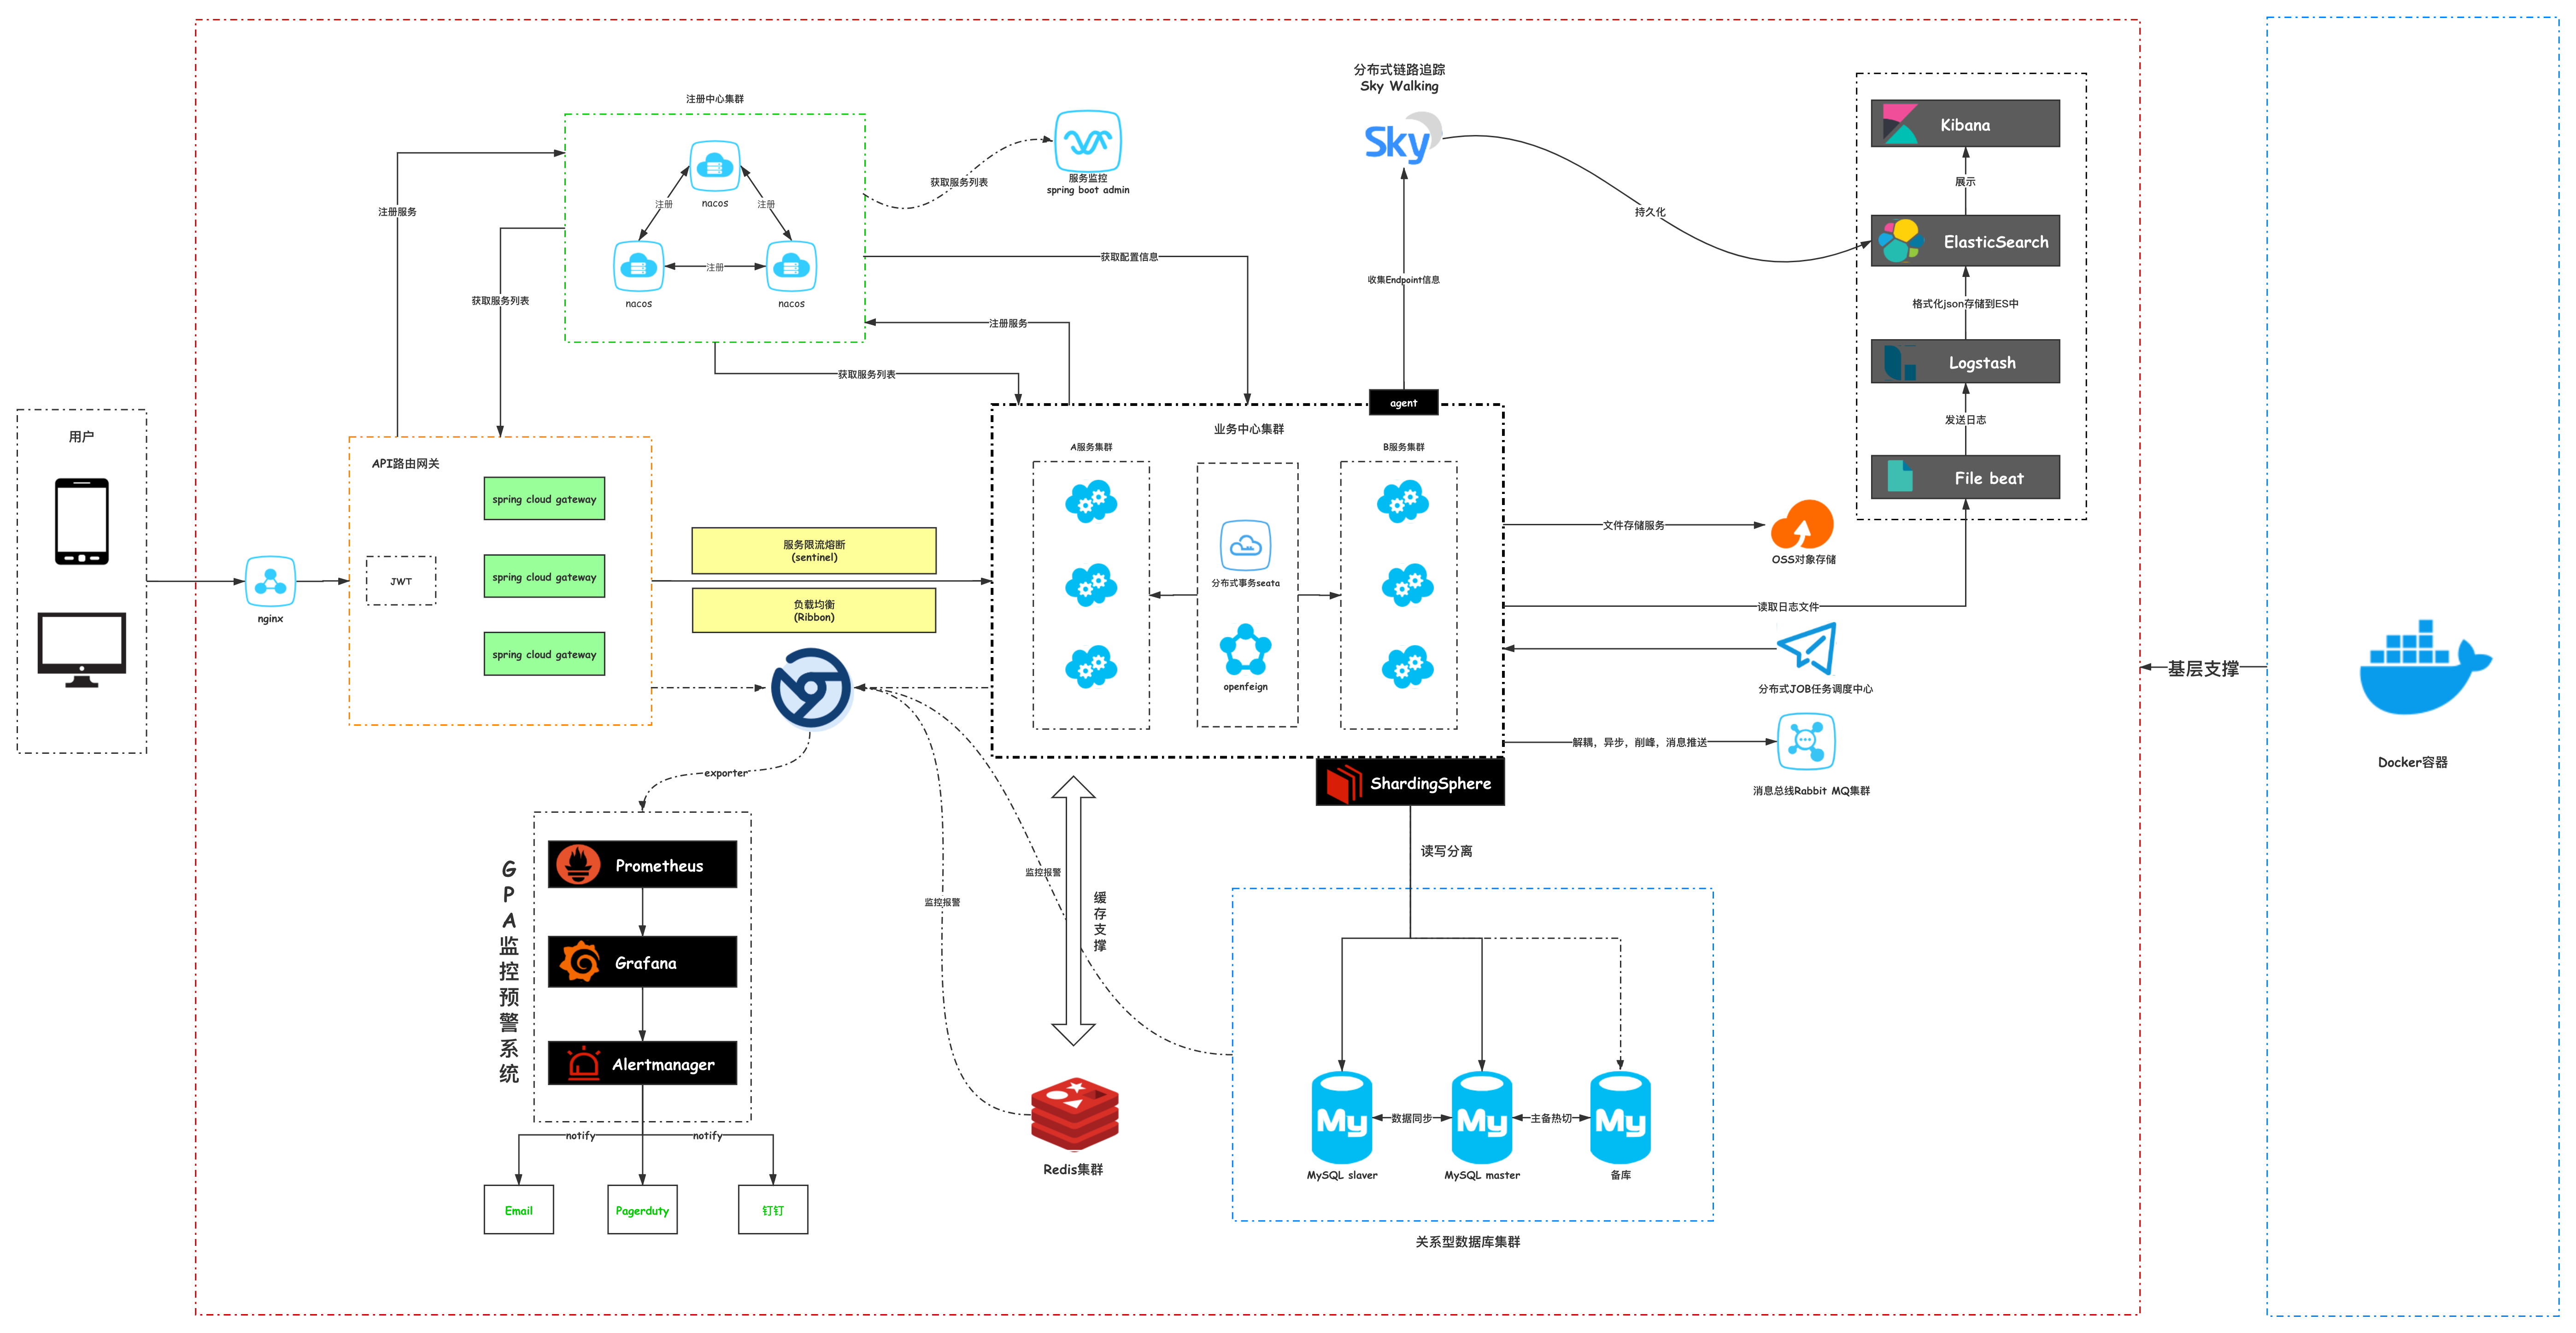 分布式链路追踪
Sky Walking
Sky
注册中心集群
nacos
注册
注册
nacos
注册
nacos
获取服务列表
服务监控
spring boot admin
持久化
Kibana
展示
ElasticSearch
格式化json存储到ES中
Logstash
发送日志
File beat
注册服务
获取服务列表
获取配置信息
注册服务
获取服务列表
收集Endpoint信息
agent
用户
nginx
API路由网关
JWT
spring cloud gateway
spring cloud gateway
spring cloud gateway
服务限流熔断
(sentinel)
负载均衡
(Ribbon)
业务中心集群
A服务集群
B服务集群
分布式事务seata
openfeign
文件存储服务
OSS对象存储
读取日志文件
分布式JOB任务调度中心
解耦，异步，削峰，消息推送
消息总线Rabbit MQ集群
基层支撑
Docker容器
ShardingSphere
读写分离
exporter
GPA监控预警系统
Prometheus
Grafana
Alertmanager
notify
notify
Email
Pagerduty
钉钉
监控报警
监控报警
缓存支撑
Redis集群
My
数据同步
My
主备热切
My
MySQL slaver
MySQL master
备库
关系型数据库集群